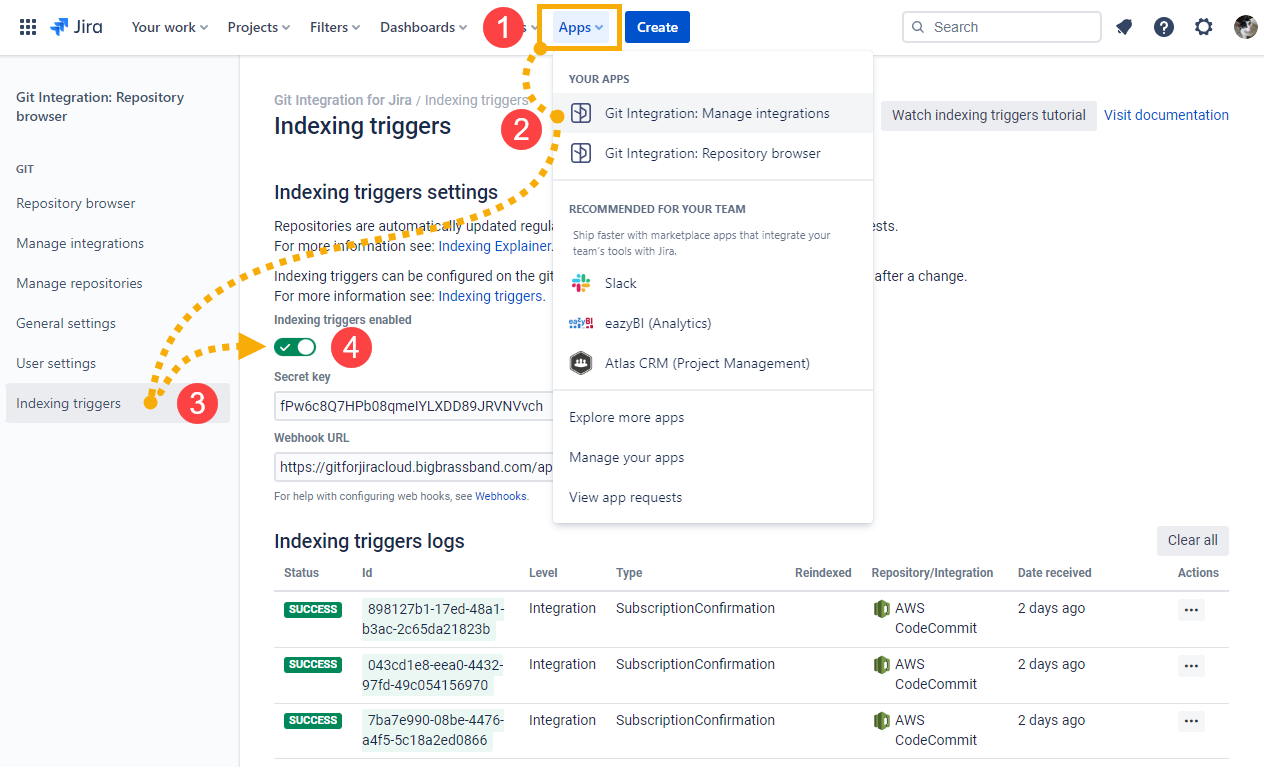 Jira
Your work
Projects
Filters
Dashboards
1
Apps
Create
Search
Git Integration: Repository
browser
GIT
Repository browser
Manage integrations
Manage repositories
General settings
User settings
Indexing triggers
3
Git Integration for Jira / Indexing triggers
Indexing triggers
2
Watch indexing triggers tutorial
Visit documentation
YOUR APPS
Git Integration: Manage integrations
Git Integration: Repository browser
RECOMMENDED FOR YOUR TEAM
Ship faster with marketplace apps that integrate your
team's tools with Jira.
Slack
eazyBI
eazyBI (Analytics)
Atlas CRM (Project Management)
Explore more apps
Manage your apps
View app requests
Indexing triggers settings
Repositories are automatically updated
For more information see: Indexing Explainer.
Indexing triggers can be configured on the git after a change.
For more information see: Indexing triggers.
Indexing triggers enabled
4
Secret key
fPw6c8Q7HPb08qmeIYLXDD89JRVNVvch
Webhook URL
https://gitforjiracloud.bigbrassband.com/ap
For help with configuring web hooks, see Webhooks.
Indexing triggers logs
Clear all
Status Id Level Type Reindexed Repository/Integration Date received Actions
SUCCESS 898127b1-17ed-48a1- Integration SubscriptionConfirmation AWS 2 days ago
b3ac-2c65da21823b CodeCommit
SUCCESS 043cd1e8-eea0-4432- Integration SubscriptionConfirmation AWS 2 days ago
97fd-49c054156970 CodeCommit
SUCCESS 7ba7e990-08be-4476- Integration SubscriptionConfirmation AWS 2 days ago
a4f5-5c18a2ed0866 CodeCommit